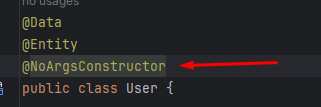 no usages
@Data
@Entity
@NoArgsConstructor
public class User {